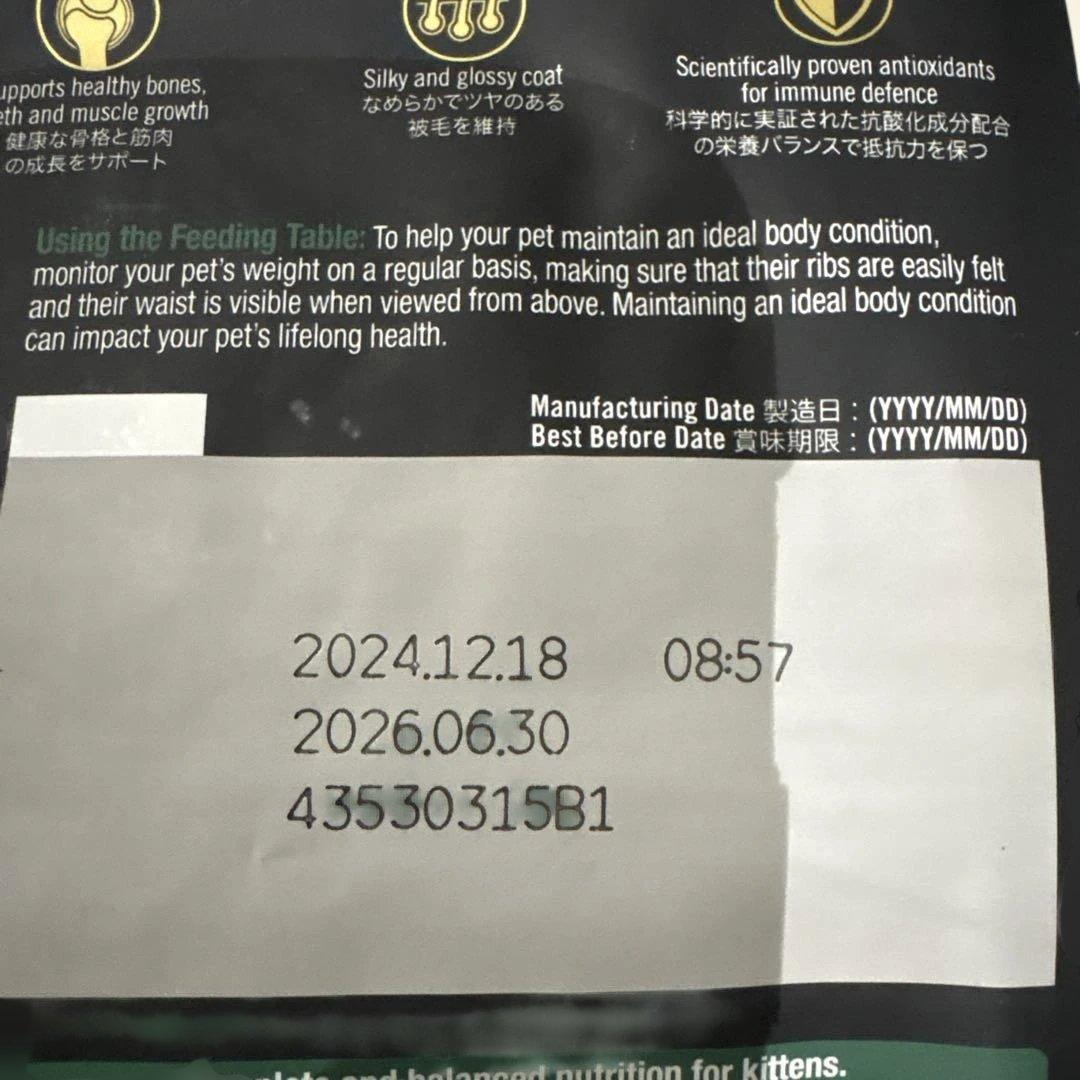 upports healthy bones,
eth and muscle growth
健康な骨格と筋肉
の成長をサポート
Silky and glossy coat
なめらかでツヤのある
被毛を維持
Scientifically proven antioxidants
for immune defence
科学的に実証された抗酸化成分配合
の栄養バランスで抵抗力を保つ
Using the Feeding Table: To help your pet maintain an ideal body condition,
monitor your pet's weight on a regular basis, making sure that their ribs are easily felt
and their waist is visible when viewed from above. Maintaining an ideal body condition
can impact your pet's lifelong health.
Manufacturing Date 製造日 : (YYYY/MM/DD)
Best Before Date 賞味期限 : (YYYY/MM/DD)
2024.12.18 08:57
2026.06.30
43530315B1
and balanced nutrition for kittens.